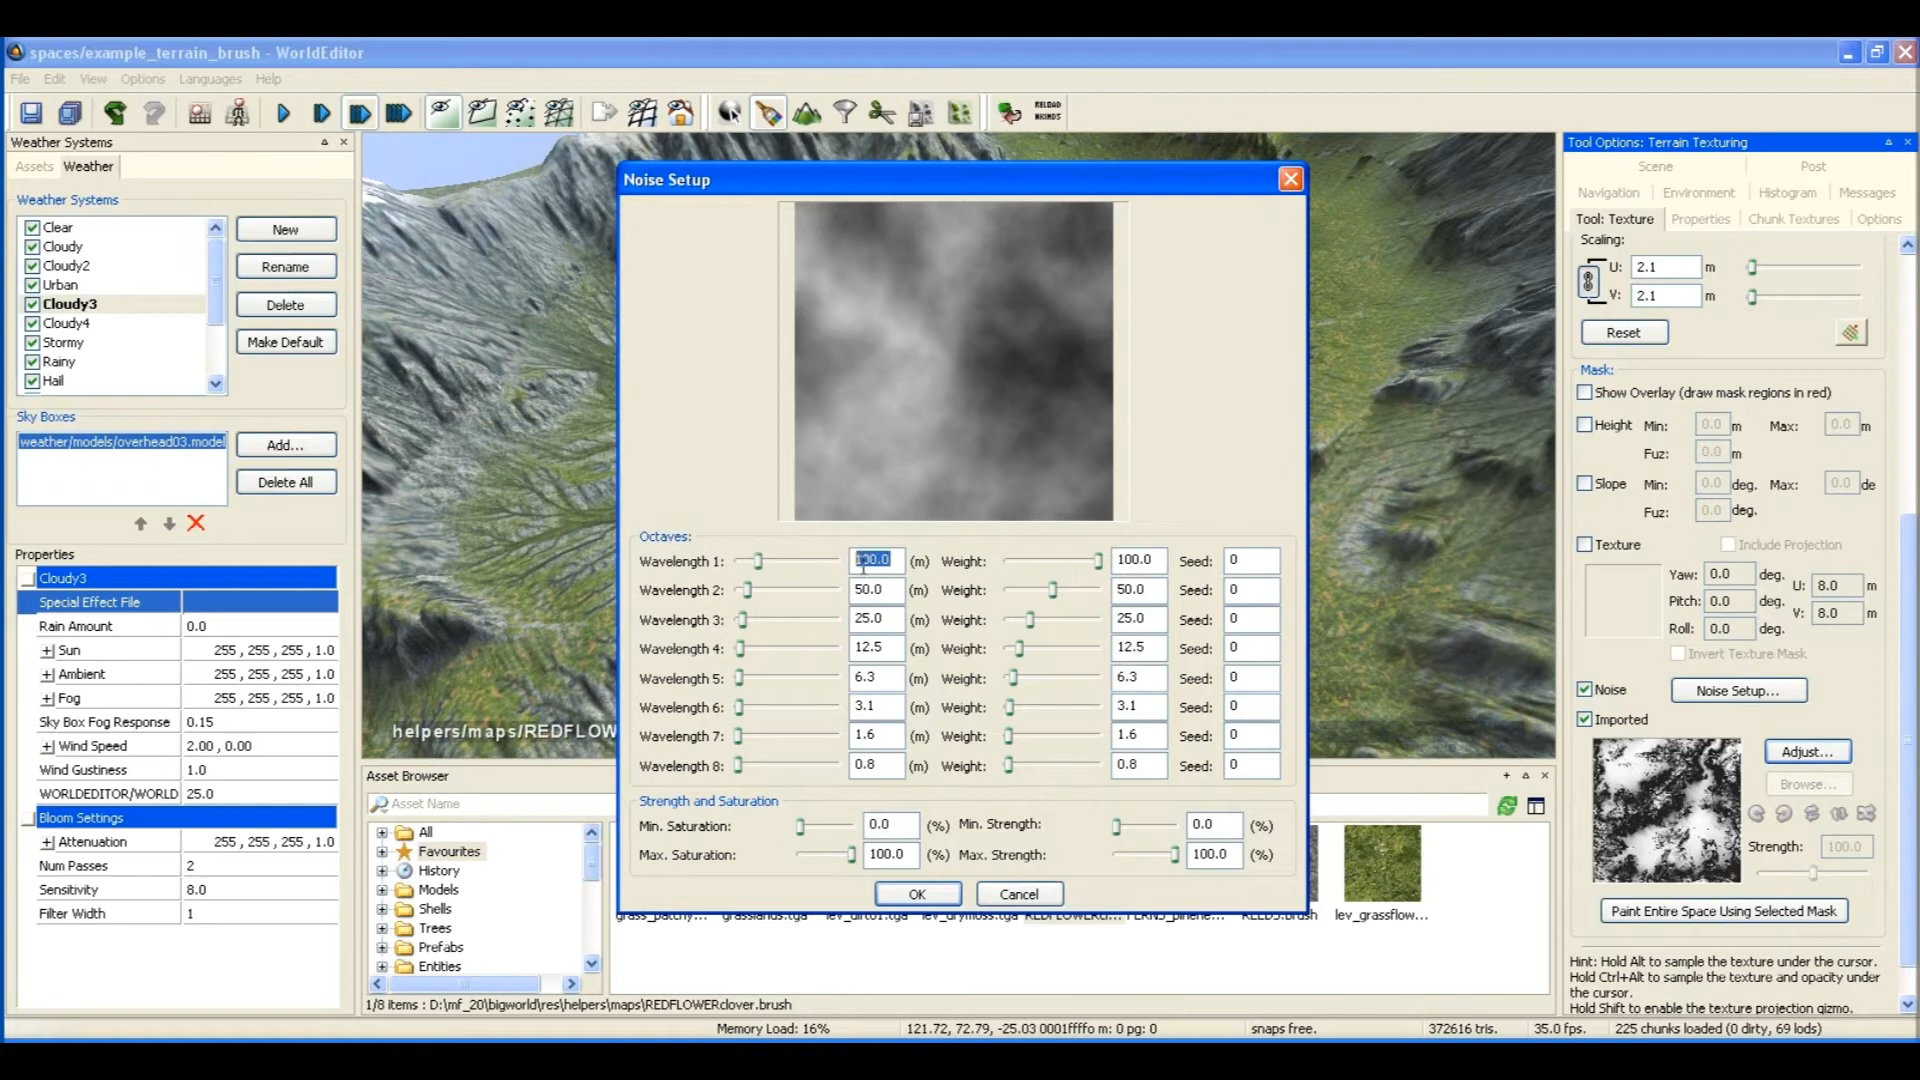 spaces/example_terrain_brush - WorldEditor
File Edit View Options Languages Help
RELOAD
Weather Systems
Assets Weather
Weather Systems
Clear
Cloudy
Cloudy2
Urban
Cloudy3
Cloudy4
Stormy
Rainy
Hail
New
Rename
Delete
Make Default
Sky Boxes
weather/models/overhead03.model
Add...
Delete All
Properties
Cloudy3
Special Effect File
Rain Amount 0.0
Sun 255 , 255 , 255 , 1.0
Ambient 255 , 255 , 255 , 1.0
Fog 255 , 255 , 255 , 1.0
Sky Box Fog Response 0.15
Wind Speed 2.00 , 0.00
Wind Gustiness 1.0
WORLDEDITOR/WORLD 25.0
Bloom Settings
Attenuation 255 , 255 , 255 , 1.0
Num Passes 2
Sensitivity 8.0
Filter Width 1
helpers/maps/REDFLOW
Noise Setup
Octaves:
Wavelength 1: 100.0 (m) Weight: 100.0 Seed: 0
Wavelength 2: 50.0 (m) Weight: 50.0 Seed: 0
Wavelength 3: 25.0 (m) Weight: 25.0 Seed: 0
Wavelength 4: 12.5 (m) Weight: 12.5 Seed: 0
Wavelength 5: 6.3 (m) Weight: 6.3 Seed: 0
Wavelength 6: 3.1 (m) Weight: 3.1 Seed: 0
Wavelength 7: 1.6 (m) Weight: 1.6 Seed: 0
Wavelength 8: 0.8 (m) Weight: 0.8 Seed: 0
Strength and Saturation
Min. Saturation: 0.0 (%) Min. Strength: 0.0 (%)
Max. Saturation: 100.0 (%) Max. Strength: 100.0 (%)
OK Cancel
Asset Browser
Asset Name
All
Favourites
History
Models
Shells
Trees
Prefabs
Entities
lev_grassflow...
1/8 items : D:\mf_20\bigworld\res\helpers\maps\REDFLOWERclover.brush
Tool Options: Terrain Texturing
Scene Post
Navigation Environment Histogram Messages
Tool: Texture Properties Chunk Textures Options
Scaling:
U: 2.1 m
V: 2.1 m
Reset
Mask:
Show Overlay (draw mask regions in red)
Height Min: 0.0 m Max: 0.0 m
Fuz: 0.0 m
Slope Min: 0.0 deg. Max: 0.0 de
Fuz: 0.0 deg.
Texture Include Projection
Yaw: 0.0 deg. U: 8.0 m
Pitch: 0.0 deg. V: 8.0 m
Roll: 0.0 deg.
Invert Texture Mask
Noise Noise Setup...
Imported
Adjust...
Browse...
Strength: 100.0
Paint Entire Space Using Selected Mask
Hint: Hold Alt to sample the texture under the cursor.
Hold Ctrl+Alt to sample the texture and opacity under
the cursor.
Hold Shift to enable the texture projection gizmo.
Memory Load: 16% 121.72, 72.79, -25.03 0001ffffo m: 0 pg: 0 snaps free. 372616 tris. 35.0 fps. 225 chunks loaded (0 dirty, 69 lods)